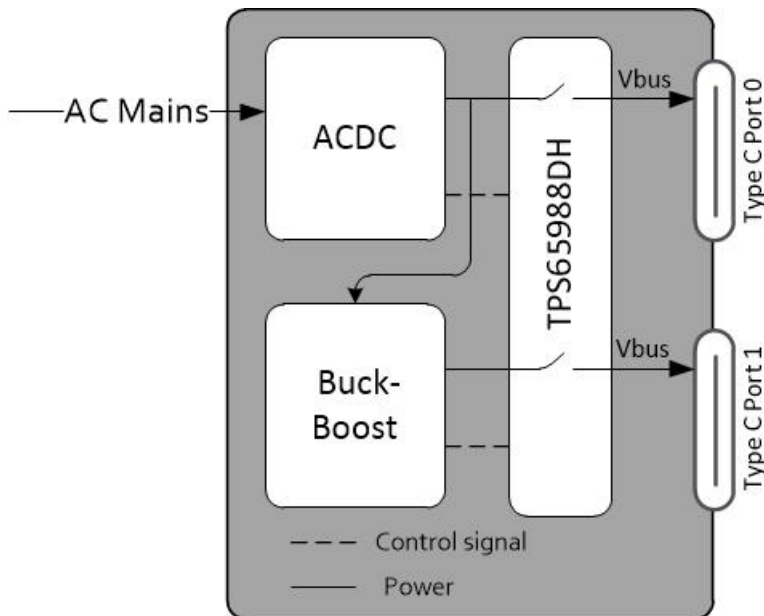 AC Mains
ACDC
TPS65988DH
Vbus
Type C Port 0
Buck-
Boost
Vbus
Type C Port 1
Control signal
Power